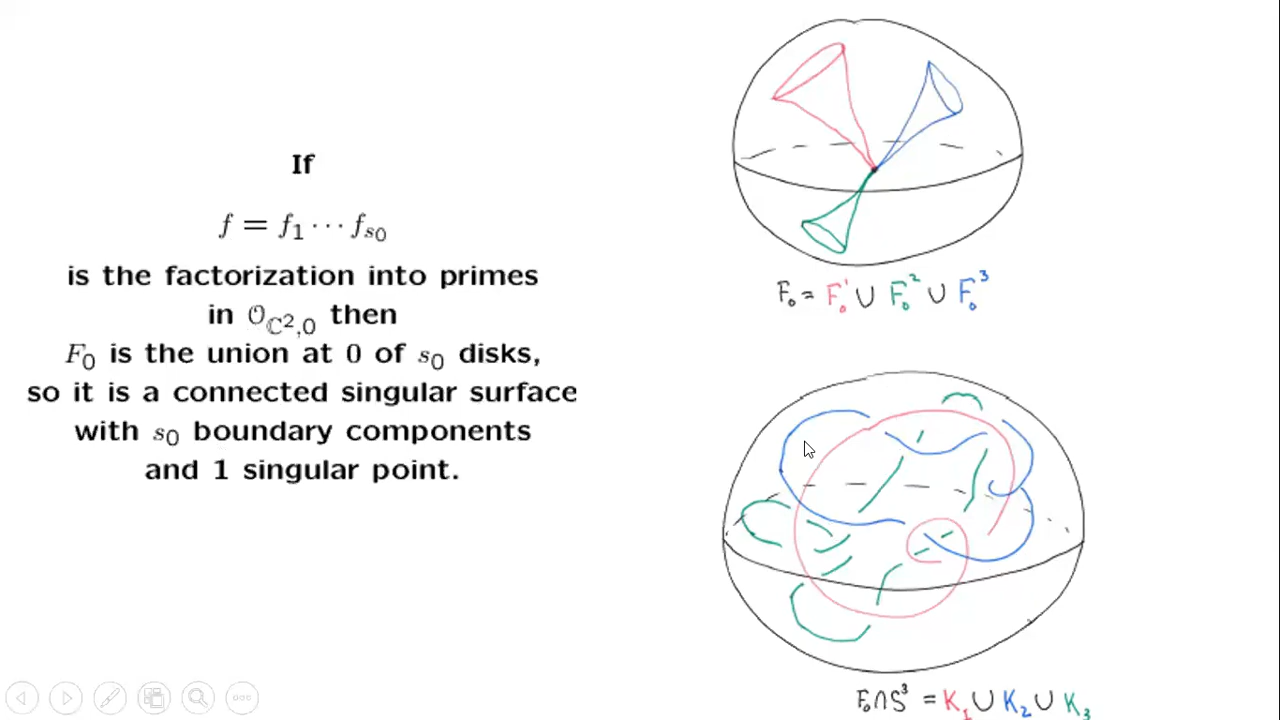 If
f = f₁ ⋯ fₛ₀
is the factorization into primes
in 𝒪_{ℂ²,0} then
F₀ is the union at 0 of s₀ disks,
so it is a connected singular surface
with s₀ boundary components
and 1 singular point.
F₀ = F₀¹ ∪ F₀² ∪ F₀³
F₀ ∩ S³ = K₁ ∪ K₂ ∪ K₃